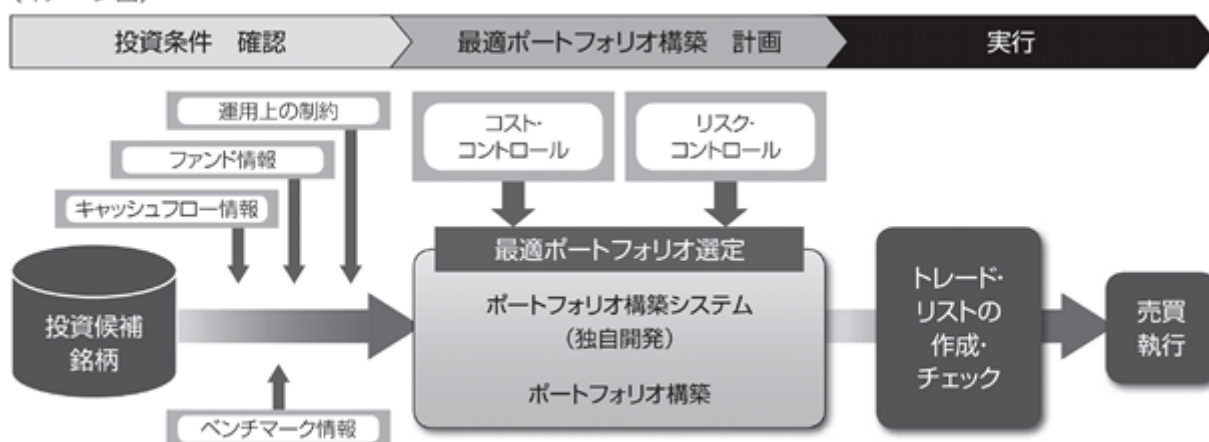 投資条件 確認
最適ポートフォリオ構築 計画
実行
運用上の制約
ファンド情報
キャッシュフロー情報
コスト・
コントロール
リスク・
コントロール
投資候補
銘柄
ベンチマーク情報
最適ポートフォリオ選定
ポートフォリオ構築システム
(独自開発)
ポートフォリオ構築
トレード・
リストの
作成・
チェック
売買
執行